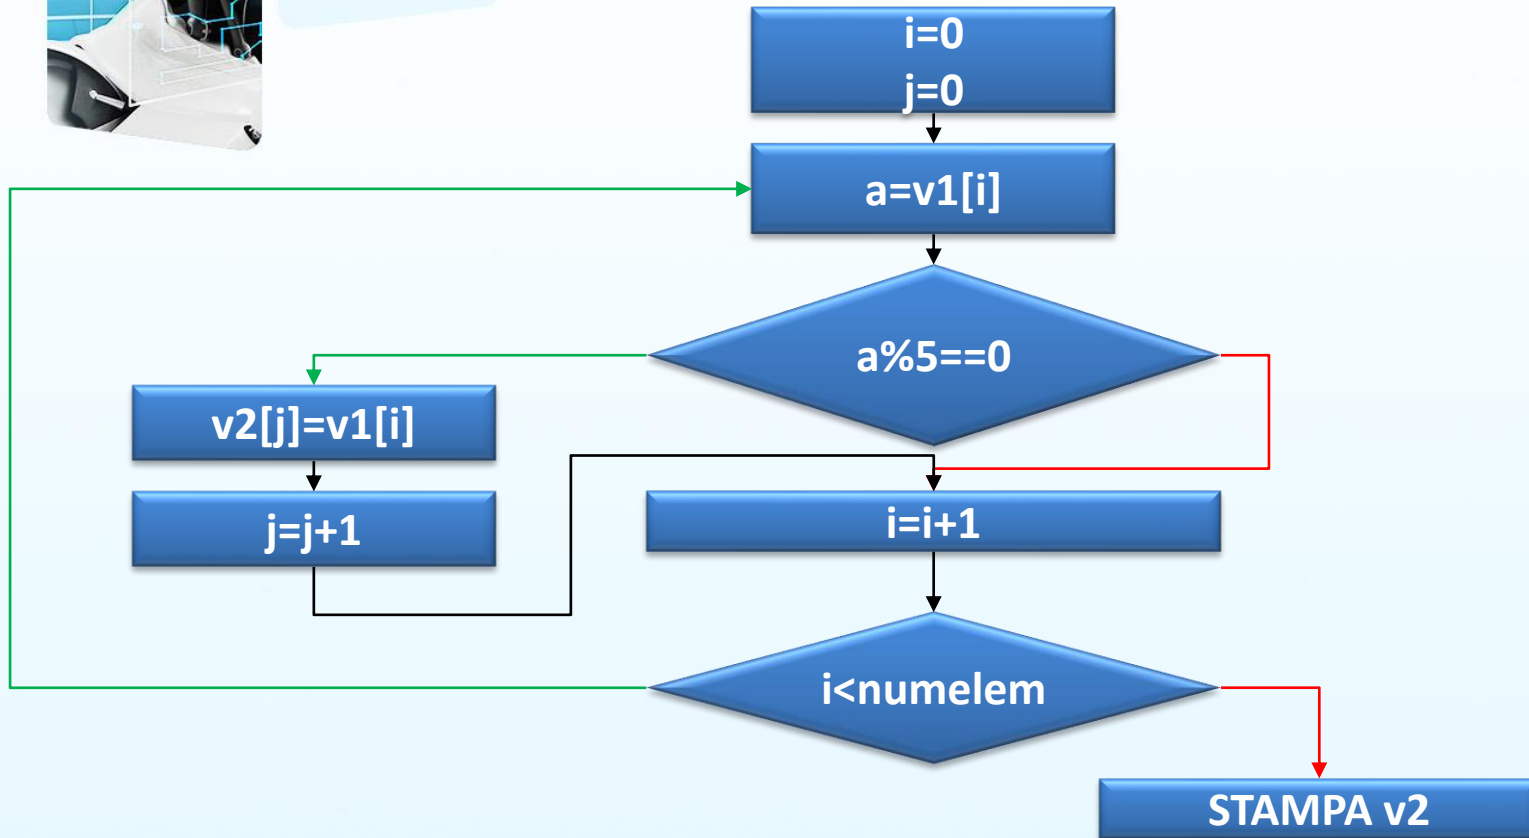 i=0
j=0
a=v1[i]
a%5==0
v2[j]=v1[i]
j=j+1
i=i+1
i<numelem
STAMPA v2